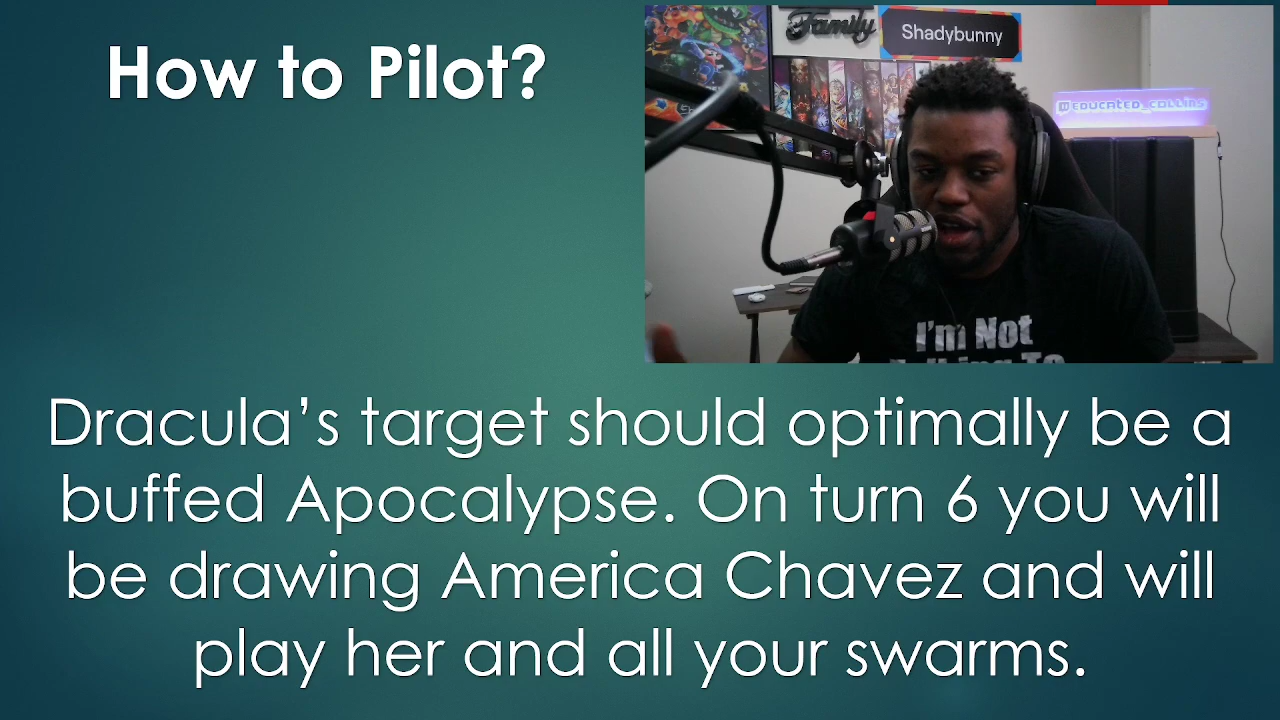 How to Pilot?
Family
Shadybunny
EDUCATED_COLLINS
I'm Not
Dracula’s target should optimally be a
buffed Apocalypse. On turn 6 you will
be drawing America Chavez and will
play her and all your swarms.